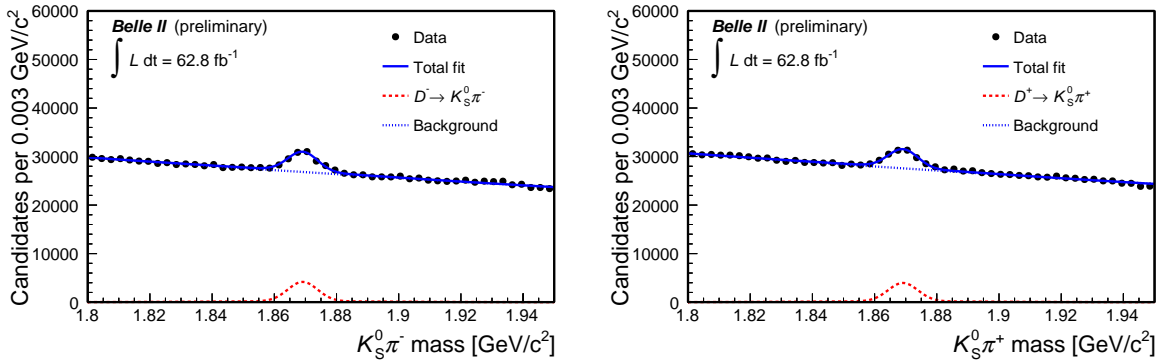 Candidates per 0.003 GeV/c²
60000
50000
40000
30000
20000
10000
0
Belle II (preliminary)
∫ L dt = 62.8 fb⁻¹
Data
Total fit
D⁻→ K⁰_S π⁻
Background
1.8 1.82 1.84 1.86 1.88 1.9 1.92 1.94
K⁰_S π⁻ mass [GeV/c²]
Candidates per 0.003 GeV/c²
60000
50000
40000
30000
20000
10000
0
Belle II (preliminary)
∫ L dt = 62.8 fb⁻¹
Data
Total fit
D⁺→ K⁰_S π⁺
Background
1.8 1.82 1.84 1.86 1.88 1.9 1.92 1.94
K⁰_S π⁺ mass [GeV/c²]